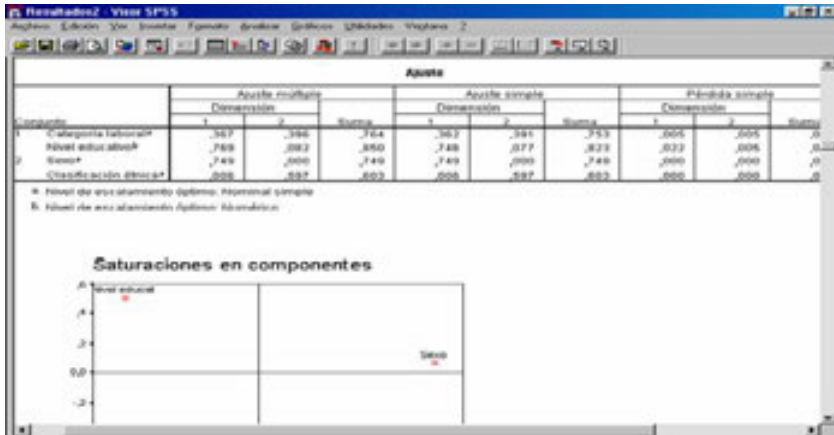 Resultados2 - Visor SPSS
Archivo Edición Ver Insertar Formato Analizar Gráficos Utilidades Ventana ?
Ajuste
Ajuste múltiple Ajuste simple Pérdida simple
Dimensión Dimensión Dimensión
Conjunto 1 2 Suma 1 2 Suma 1 2 Suma
1 Categoría laboral a ,367 ,396 ,764 ,362 ,391 ,753 ,005 ,005
Nivel educativo b ,769 ,082 ,850 ,748 ,077 ,823 ,022 ,005
2 Sexo a ,749 ,000 ,749 ,749 ,000 ,749 ,000 ,000
Clasificación étnica a ,006 ,597 ,603 ,006 ,597 ,603 ,000 ,000
a. Nivel de escalamiento óptimo: Nominal simple
b. Nivel de escalamiento óptimo: Numérico
Saturaciones en componentes
,6
Nivel educat
,4
,2
Sexo
0,0
-,2